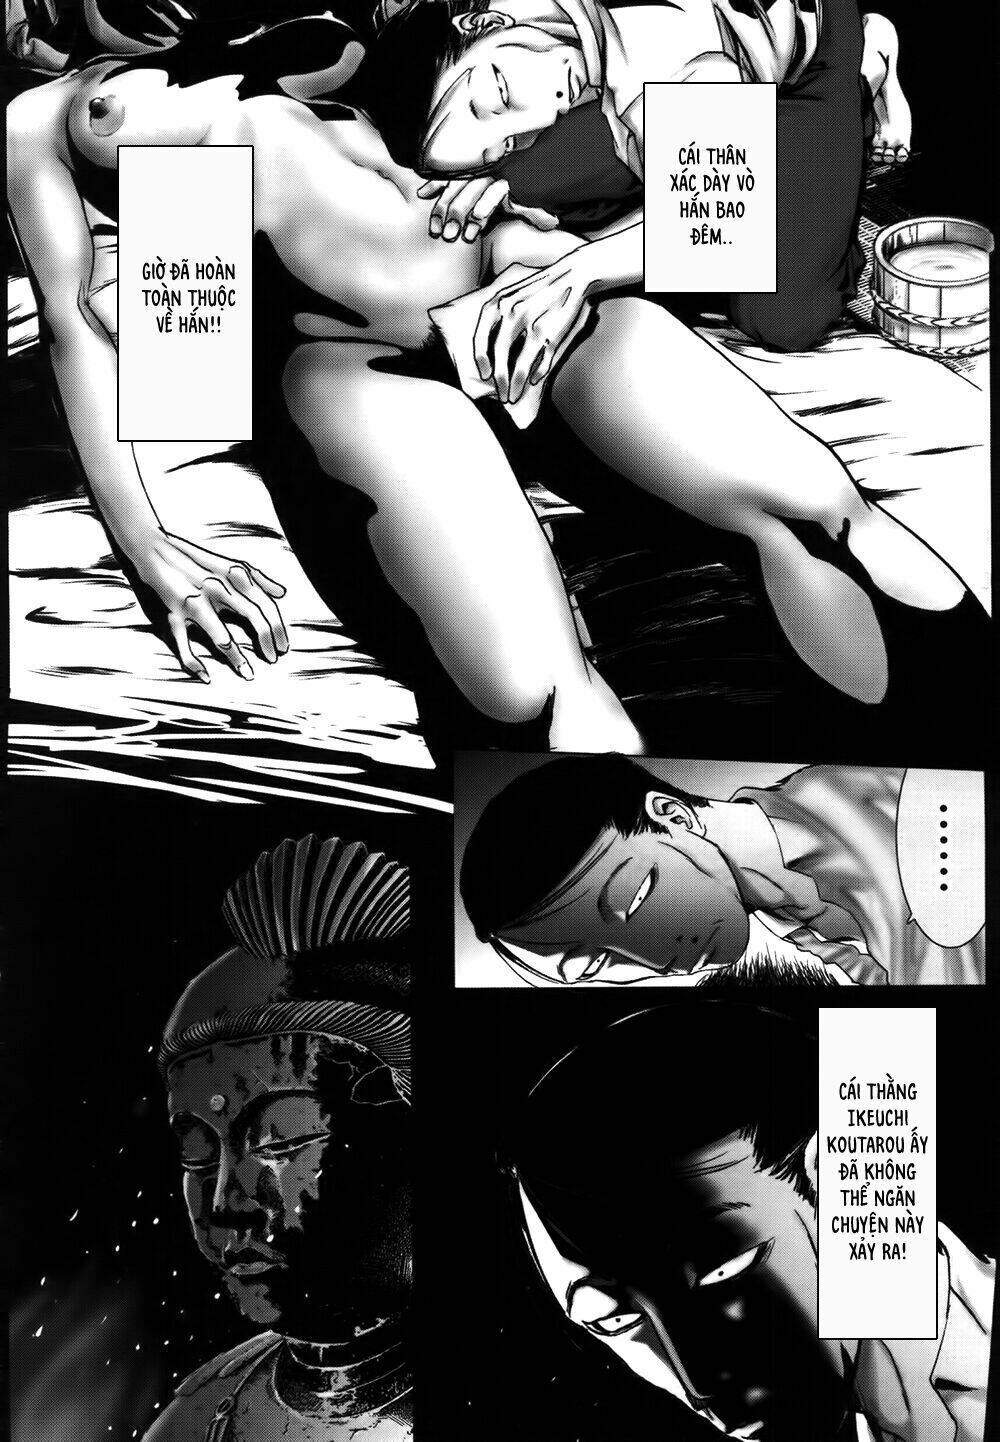 CÁI THÂN
XÁC DÀY VÒ
HẮN BAO
ĐÊM..
GIỜ ĐÃ HOÀN
TOÀN THUỘC
VỀ HẮN!!
......
CÁI THẰNG
IKEUCHI
KOUTAROU ẤY
ĐÃ KHÔNG
THỂ NGĂN
CHUYỆN NÀY
XẢY RA!